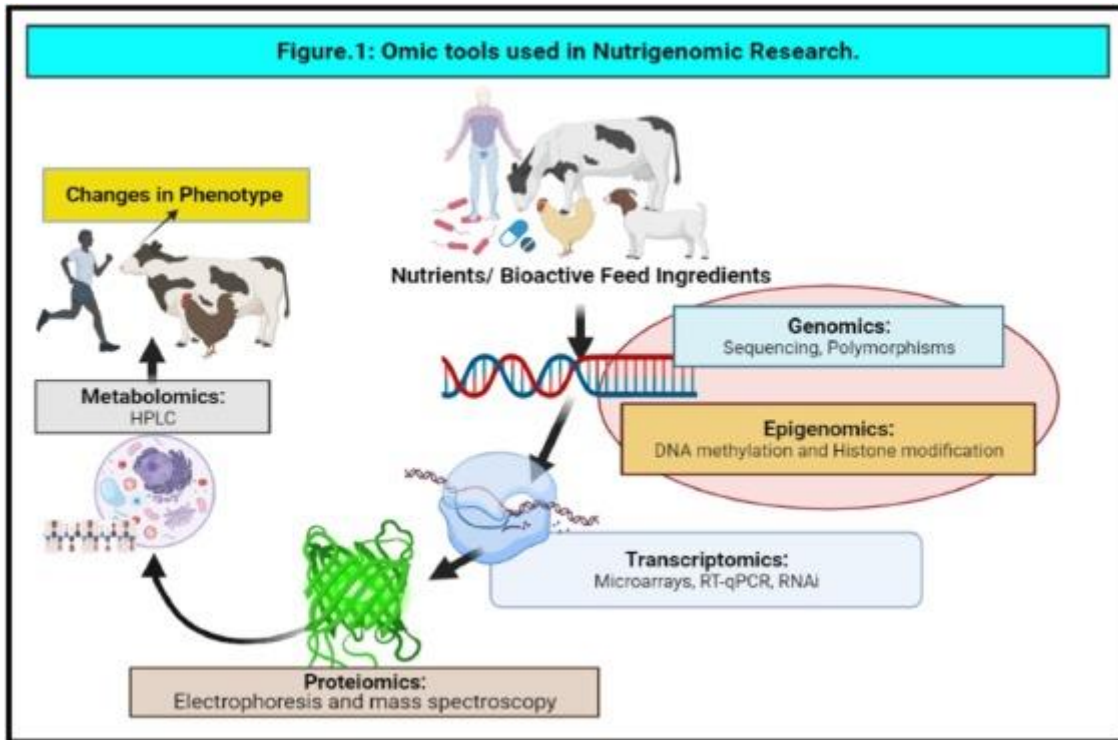 Figure.1: Omic tools used in Nutrigenomic Research.
Changes in Phenotype
Nutrients/ Bioactive Feed Ingredients
Genomics:
Sequencing, Polymorphisms
Metabolomics:
HPLC
Epigenomics:
DNA methylation and Histone modification
Transcriptomics:
Microarrays, RT-qPCR, RNAi
Proteiomics:
Electrophoresis and mass spectroscopy